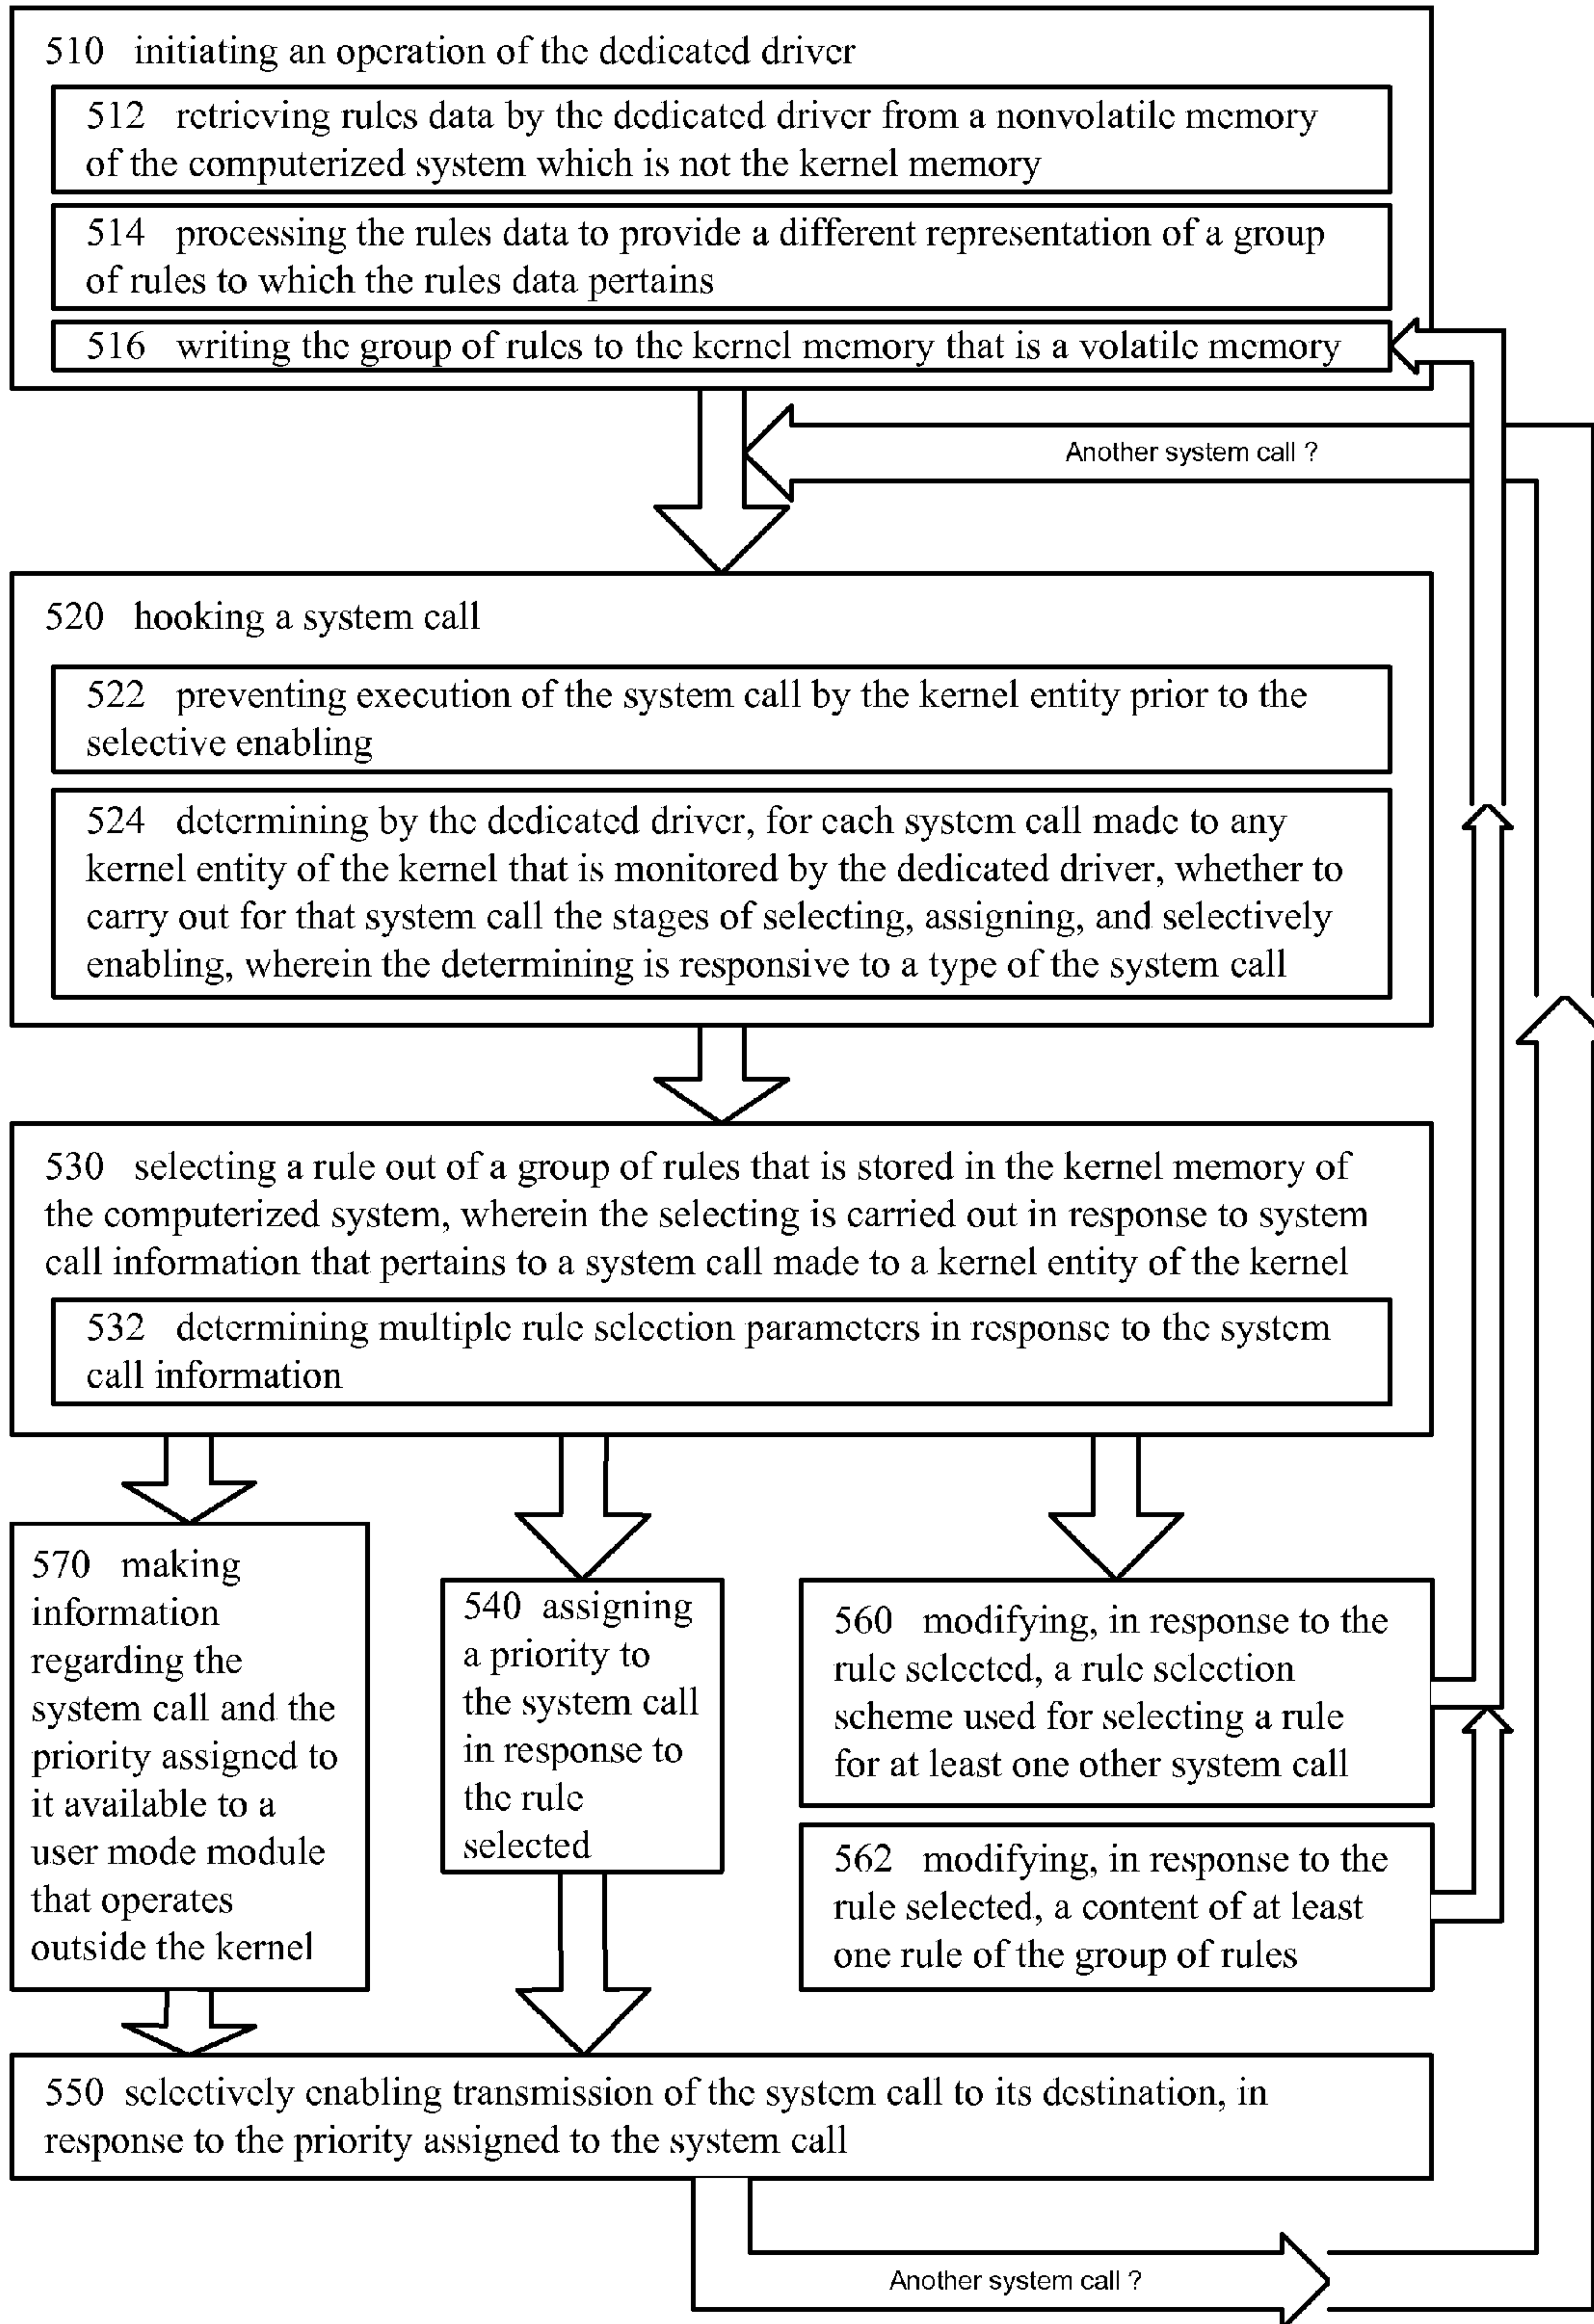 510 initiating an operation of the dedicated driver
512 retrieving rules data by the dedicated driver from a nonvolatile memory
of the computerized system which is not the kernel memory
514 processing the rules data to provide a different representation of a group
of rules to which the rules data pertains
516 writing the group of rules to the kernel memory that is a volatile memory
Another system call ?
520 hooking a system call
522 preventing execution of the system call by the kernel entity prior to the
selective enabling
524 determining by the dedicated driver, for each system call made to any
kernel entity of the kernel that is monitored by the dedicated driver, whether to
carry out for that system call the stages of selecting, assigning, and selectively
enabling, wherein the determining is responsive to a type of the system call
530 selecting a rule out of a group of rules that is stored in the kernel memory of
the computerized system, wherein the selecting is carried out in response to system
call information that pertains to a system call made to a kernel entity of the kernel
532 determining multiple rule selection parameters in response to the system
call information
570 making
information
regarding the
system call and the
priority assigned to
it available to a
user mode module
that operates
outside the kernel
540 assigning
a priority to
the system call
in response to
the rule
selected
560 modifying, in response to the
rule selected, a rule selection
scheme used for selecting a rule
for at least one other system call
562 modifying, in response to the
rule selected, a content of at least
one rule of the group of rules
550 selectively enabling transmission of the system call to its destination, in
response to the priority assigned to the system call
Another system call ?